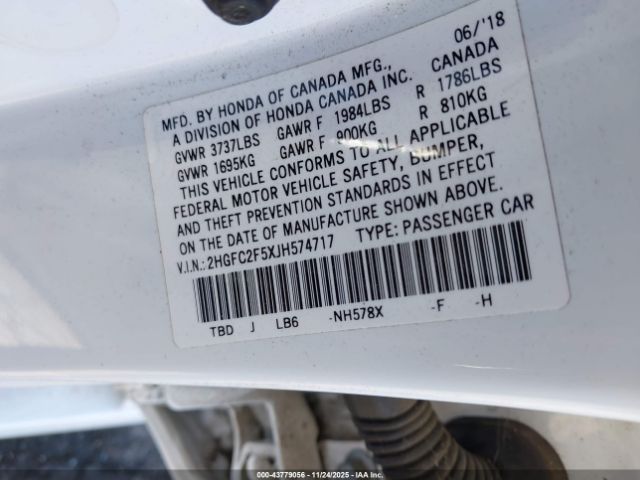 MFD. BY HONDA OF CANADA MFG., 06/'18
A DIVISION OF HONDA CANADA INC. CANADA
GVWR 3737LBS GAWR F 1984LBS R 1786LBS
GVWR 1695KG GAWR F 900KG R 810KG
THIS VEHICLE CONFORMS TO ALL APPLICABLE
FEDERAL MOTOR VEHICLE SAFETY, BUMPER,
AND THEFT PREVENTION STANDARDS IN EFFECT
ON THE DATE OF MANUFACTURE SHOWN ABOVE.
V.I.N.: 2HGFC2F5XJH574717 TYPE: PASSENGER CAR
TBD J LB6 -NH578X -F -H
000-43779056 - 11/24/2025 - IAAI.COM